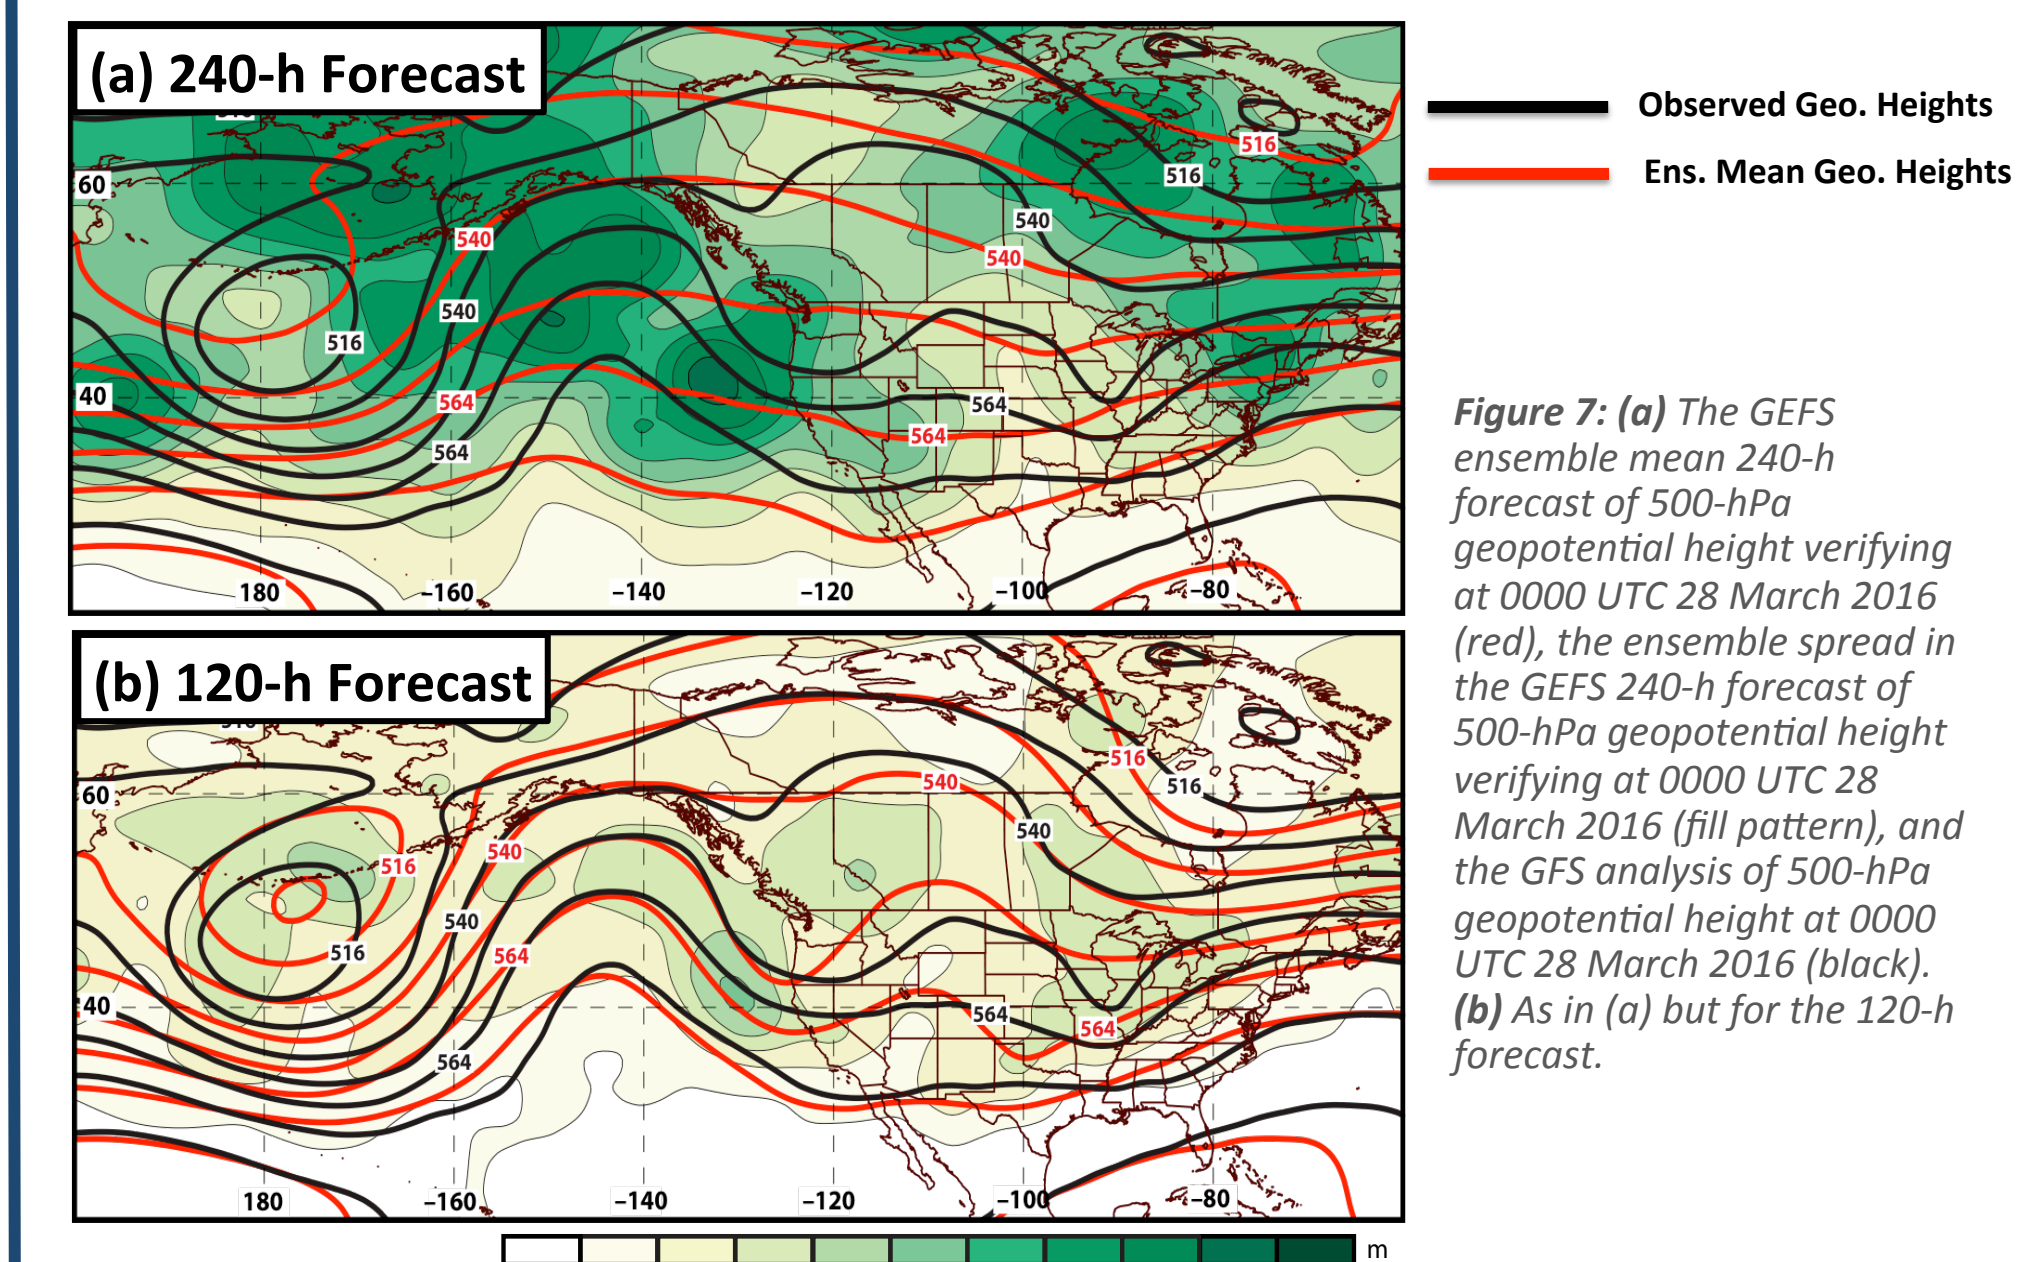 (a) 240-h Forecast
Observed Geo. Heights
Ens. Mean Geo. Heights
516
516
60
540
540
540
540
516
40
564
564
564
564
180
–160
–140
–120
–100
–80
(b) 120-h Forecast
516
516
60
540
540
540
516
540
516
564
40
564
564
564
180
–160
–140
–120
–100
–80
m
Figure 7: (a) The GEFS
ensemble mean 240-h
forecast of 500-hPa
geopotential height verifying
at 0000 UTC 28 March 2016
(red), the ensemble spread in
the GEFS 240-h forecast of
500-hPa geopotential height
verifying at 0000 UTC 28
March 2016 (fill pattern), and
the GFS analysis of 500-hPa
geopotential height at 0000
UTC 28 March 2016 (black).
(b) As in (a) but for the 120-h
forecast.